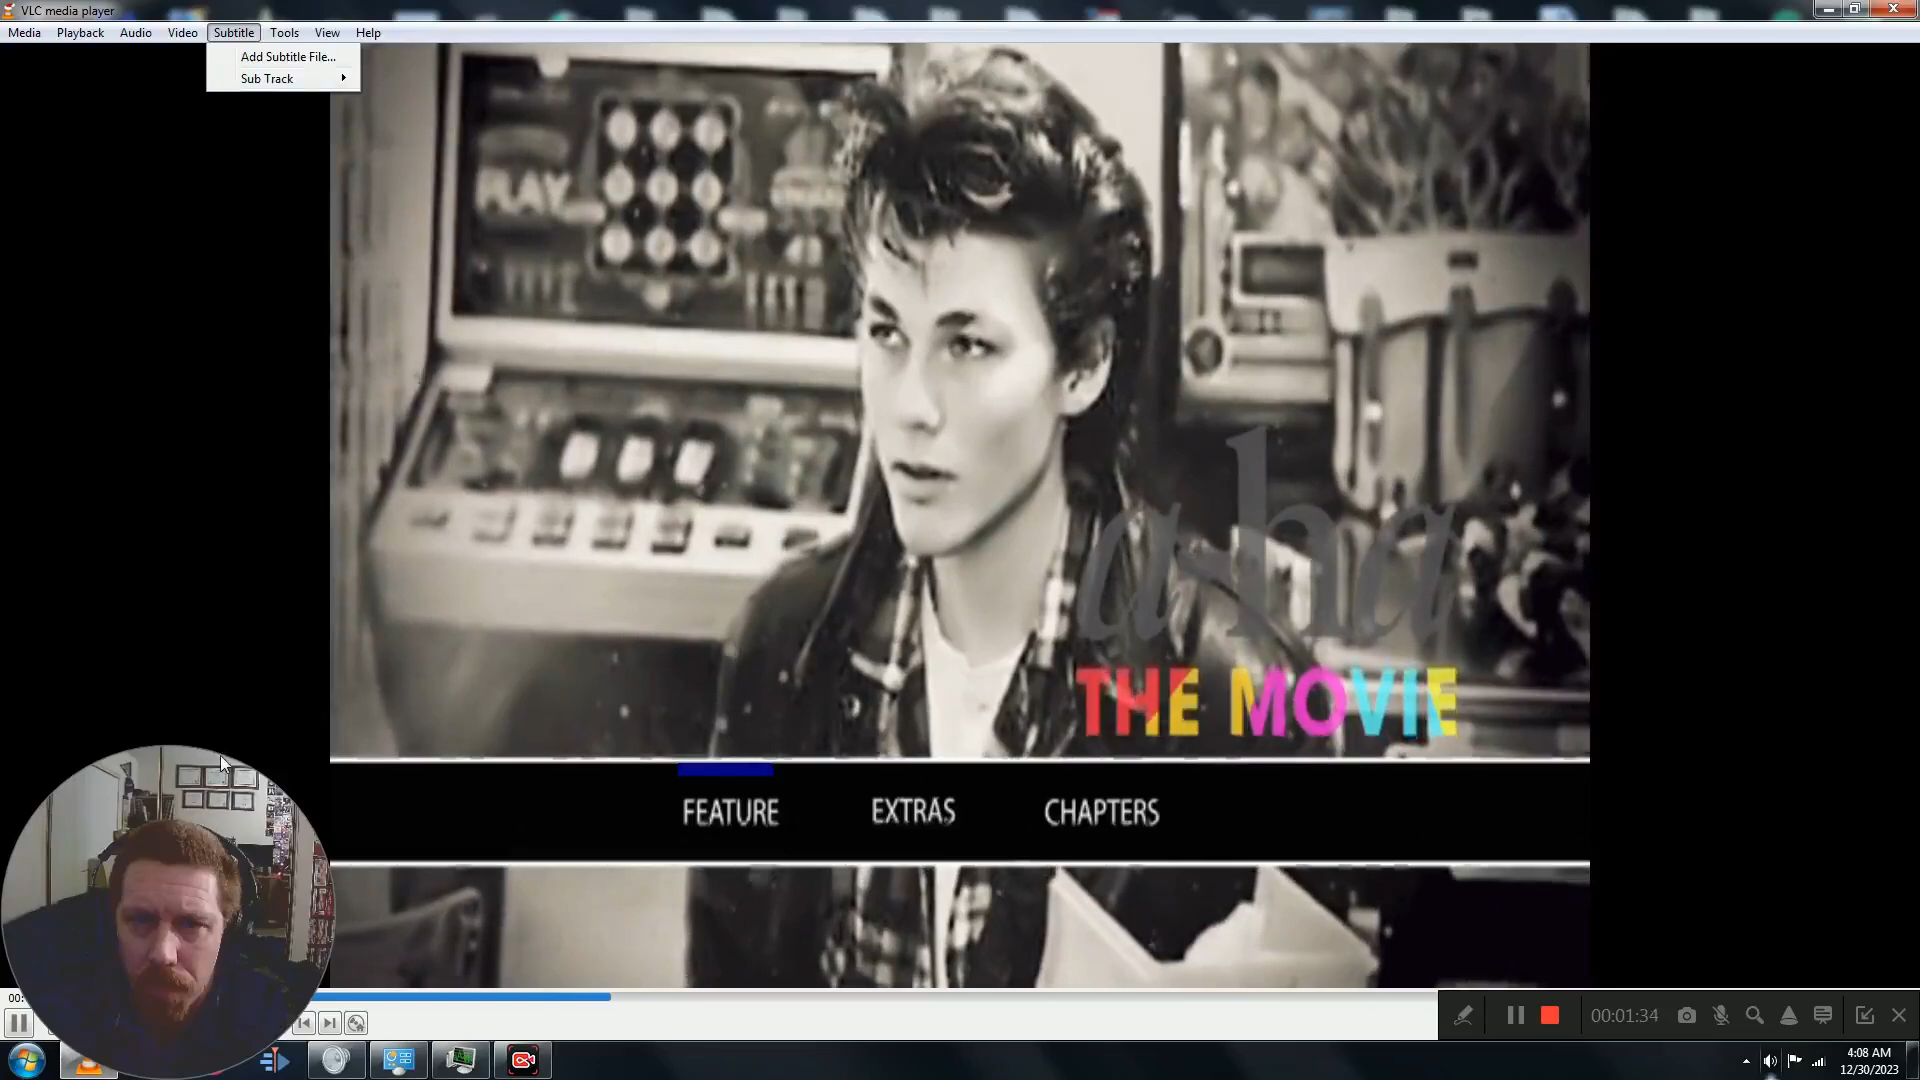 VLC media player
Media Playback Audio Video Subtitle Tools View Help
Add Subtitle File...
Sub Track
PLAY
a-ha
THE MOVIE
FEATURE EXTRAS CHAPTERS
00:
00:01:34
4:08 AM
12/30/2023